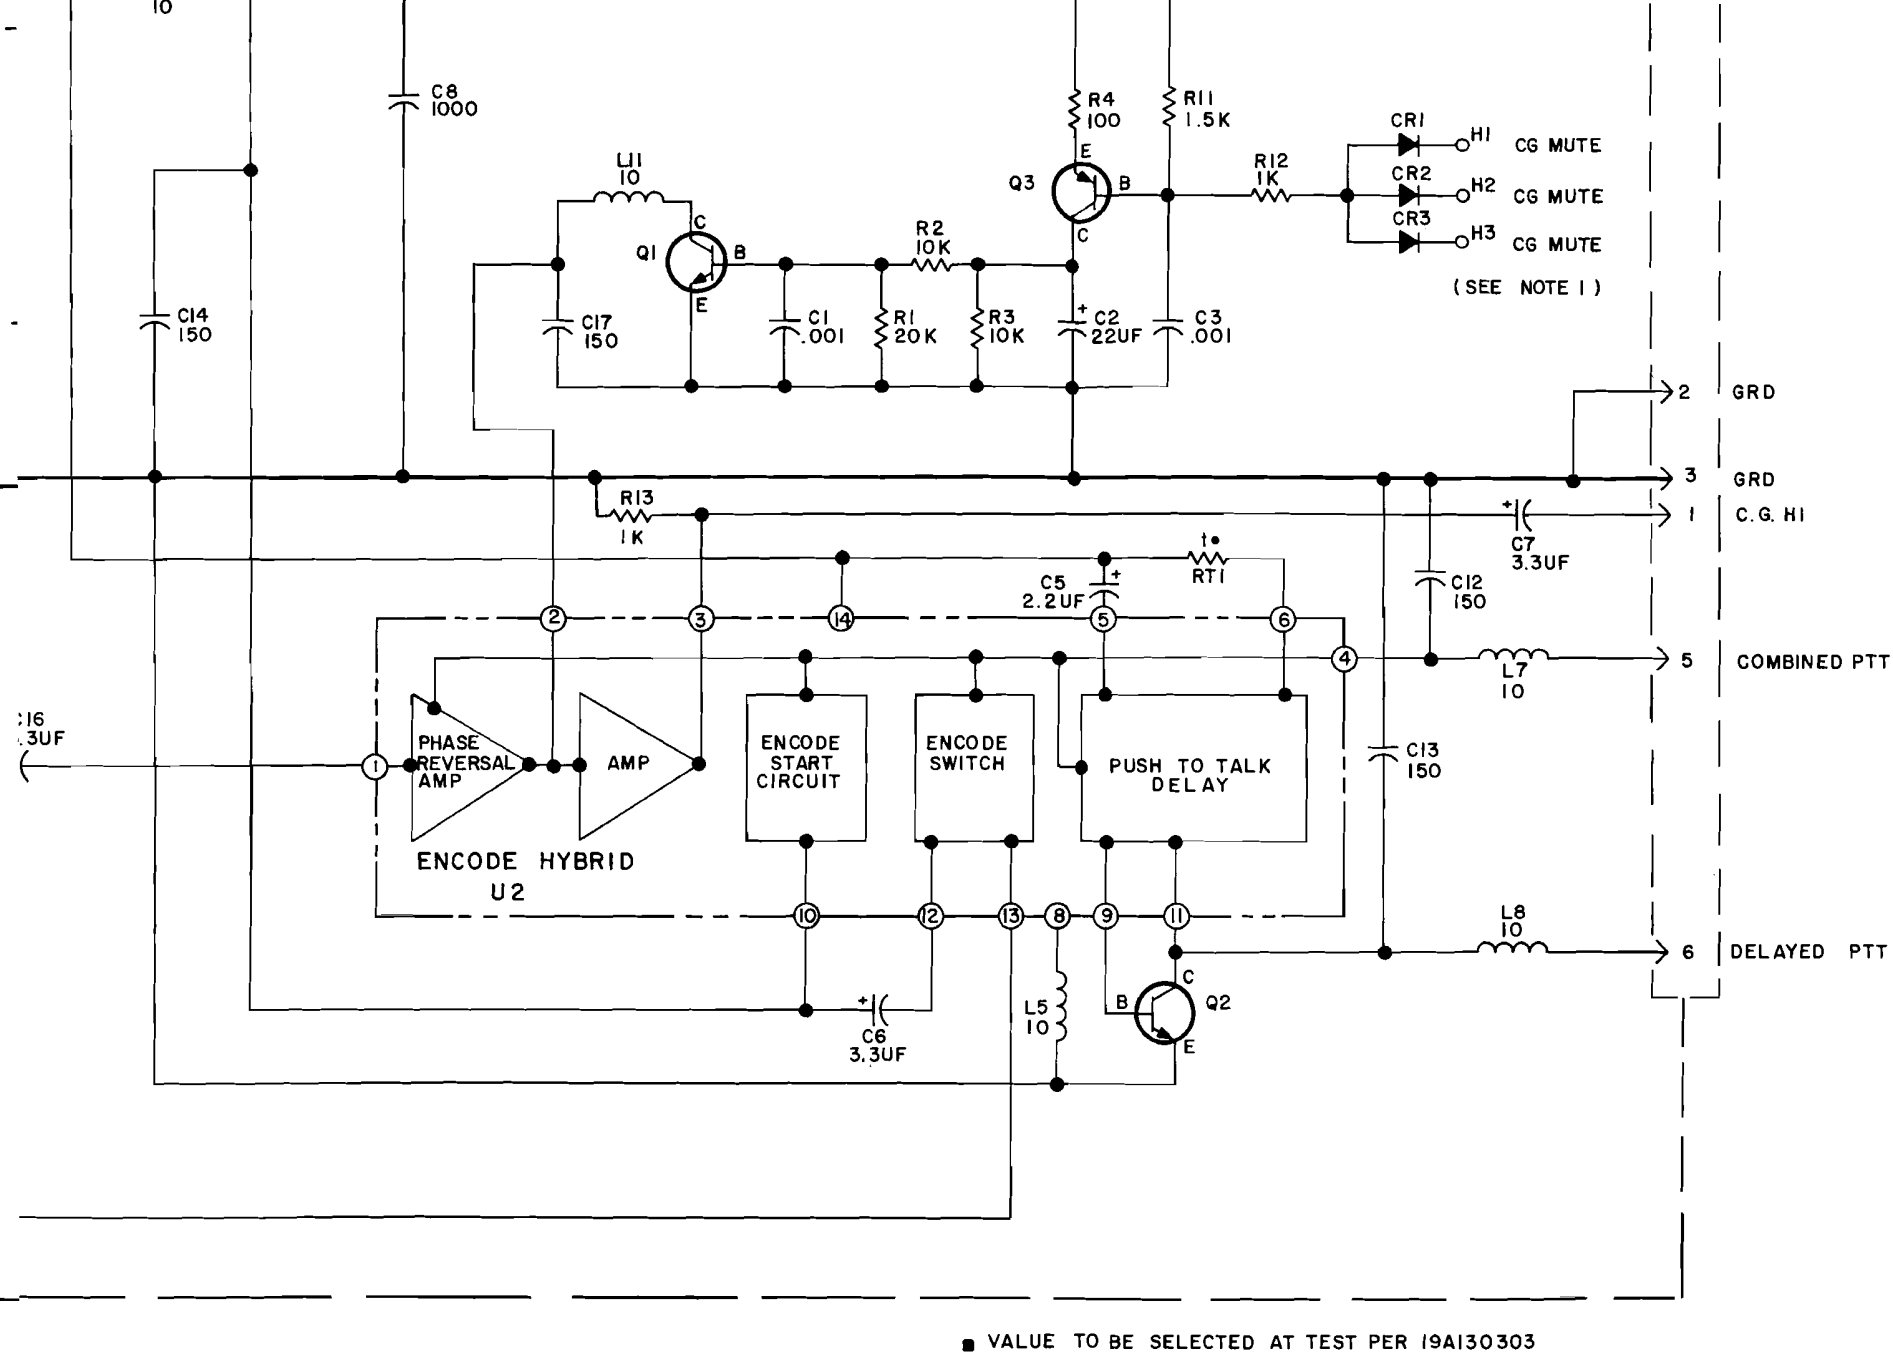 10
C8
1000
R4
100
R11
1.5K
CR1
H1 CG MUTE
L11
10
R12
1K
E
Q3
B
CR2
H2 CG MUTE
C
CR3
H3 CG MUTE
C
Q1
B
R2
10K
E
(SEE NOTE 1)
C14
150
C17
150
C1
.001
R1
20K
R3
10K
+
C2
22UF
C3
.001
2 GRD
3 GRD
R13
1K
+
C7
3.3UF
1 C.G. HI
t
RT1
C5
2.2UF
+
C12
150
2
3
14
5
6
4
L7
10
5 COMBINED PTT
:16
.3UF
1
PHASE
REVERSAL
AMP
AMP
ENCODE
START
CIRCUIT
ENCODE
SWITCH
PUSH TO TALK
DELAY
C13
150
ENCODE HYBRID
U2
10
12
13
8
9
11
L8
10
6 DELAYED PTT
+
C6
3.3UF
L5
10
B
C
Q2
E
VALUE TO BE SELECTED AT TEST PER 19A130303